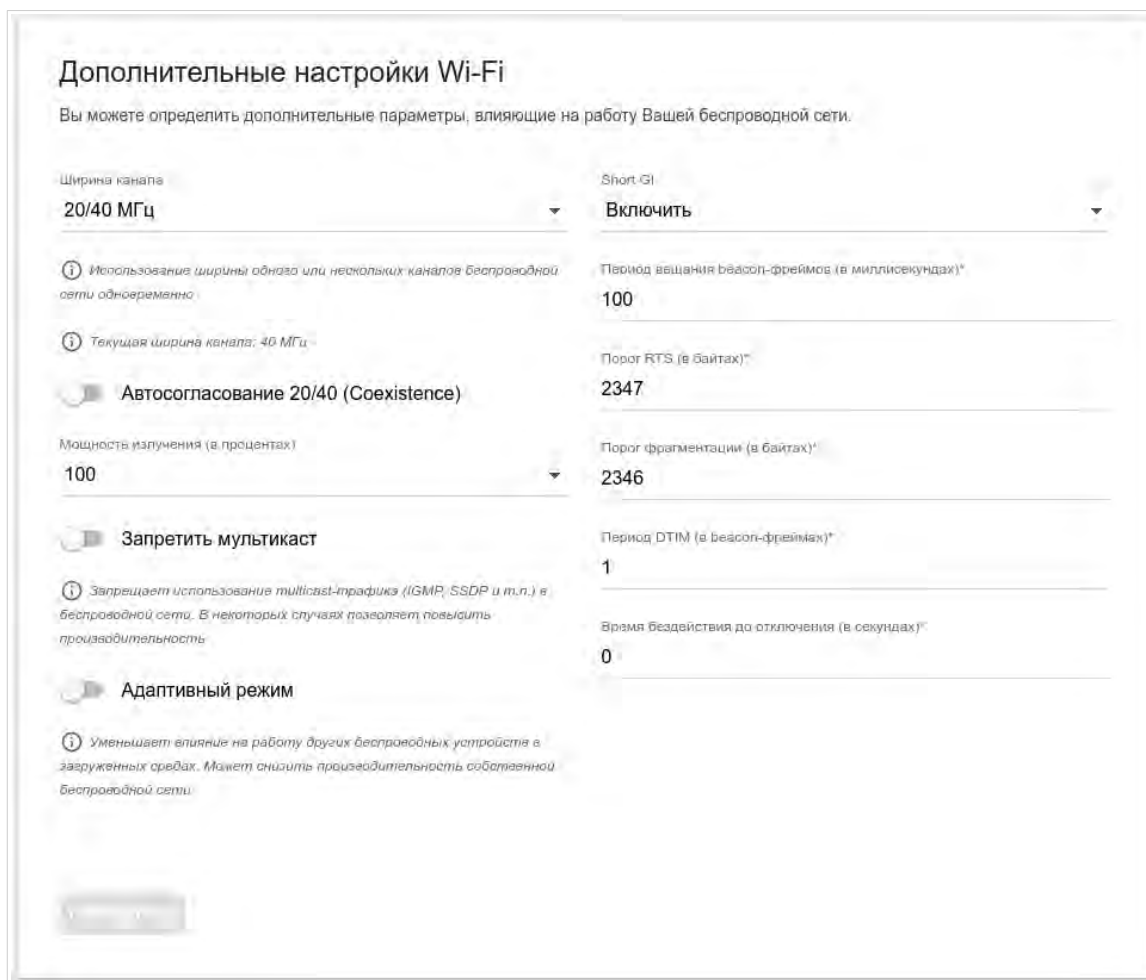 Дополнительные настройки Wi-Fi
Вы можете определить дополнительные параметры, влияющие на работу Вашей беспроводной сети.
Ширина канала
20/40 МГц
Использование ширины одного или нескольких каналов беспроводной
сети одновременно
Текущая ширина канала: 40 МГц
Автосогласование 20/40 (Coexistence)
Мощность излучения (в процентах)
100
Запретить мультикаст
Запрещает использование multicast-трафика (IGMP, SSDP и т.п.) в
беспроводной сети. В некоторых случаях позволяет повысить
производительность
Адаптивный режим
Уменьшает влияние на работу других беспроводных устройств в
загруженных средах. Может снизить производительность собственной
беспроводной сети
Short GI
Включить
Период вещания beacon-фреймов (в миллисекундах)*
100
Порог RTS (в байтах)*
2347
Порог фрагментации (в байтах)*
2346
Период DTIM (в beacon-фреймах)*
1
Время бездействия до отключения (в секундах)*
0